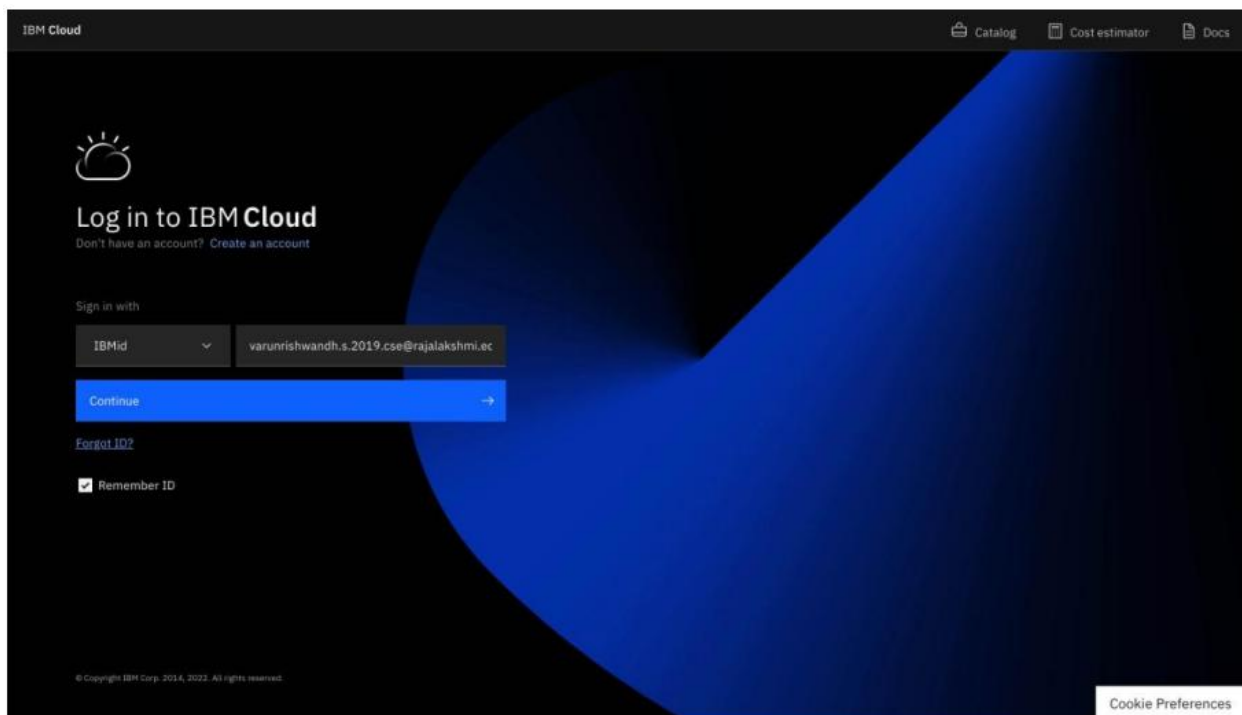 IBM Cloud
Catalog
Cost estimator
Docs
Log in to IBM Cloud
Don't have an account? Create an account
Sign in with
IBMid
varunrishwandh.s.2019.cse@rajalakshmi.ec
Continue
Forgot ID?
Remember ID
© Copyright IBM Corp. 2014, 2022. All rights reserved.
Cookie Preferences